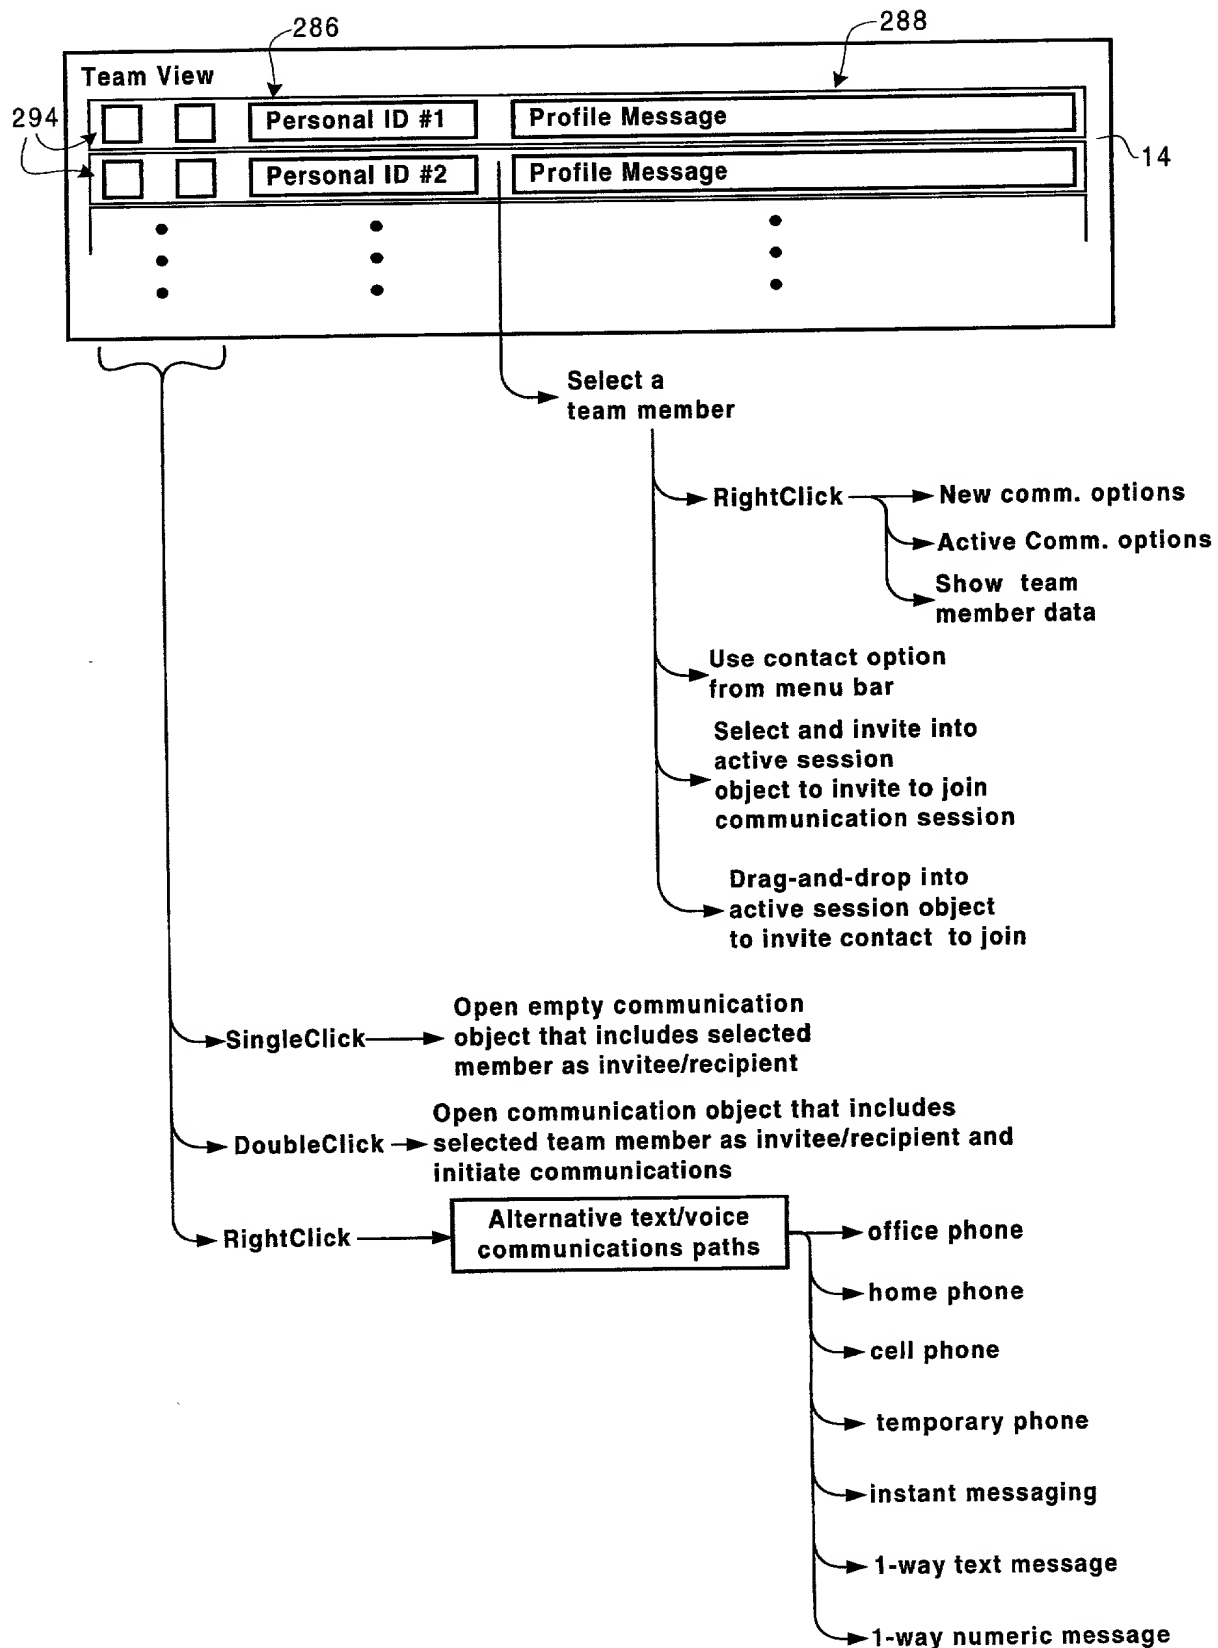 286
288
Team View
294
Personal ID #1
Profile Message
14
Personal ID #2
Profile Message
Select a
team member
RightClick
New comm. options
Active Comm. options
Show team
member data
Use contact option
from menu bar
Select and invite into
active session
object to invite to join
communication session
Drag-and-drop into
active session object
to invite contact to join
SingleClick
Open empty communication
object that includes selected
member as invitee/recipient
DoubleClick
Open communication object that includes
selected team member as invitee/recipient and
initiate communications
RightClick
Alternative text/voice
communications paths
office phone
home phone
cell phone
temporary phone
instant messaging
1-way text message
1-way numeric message